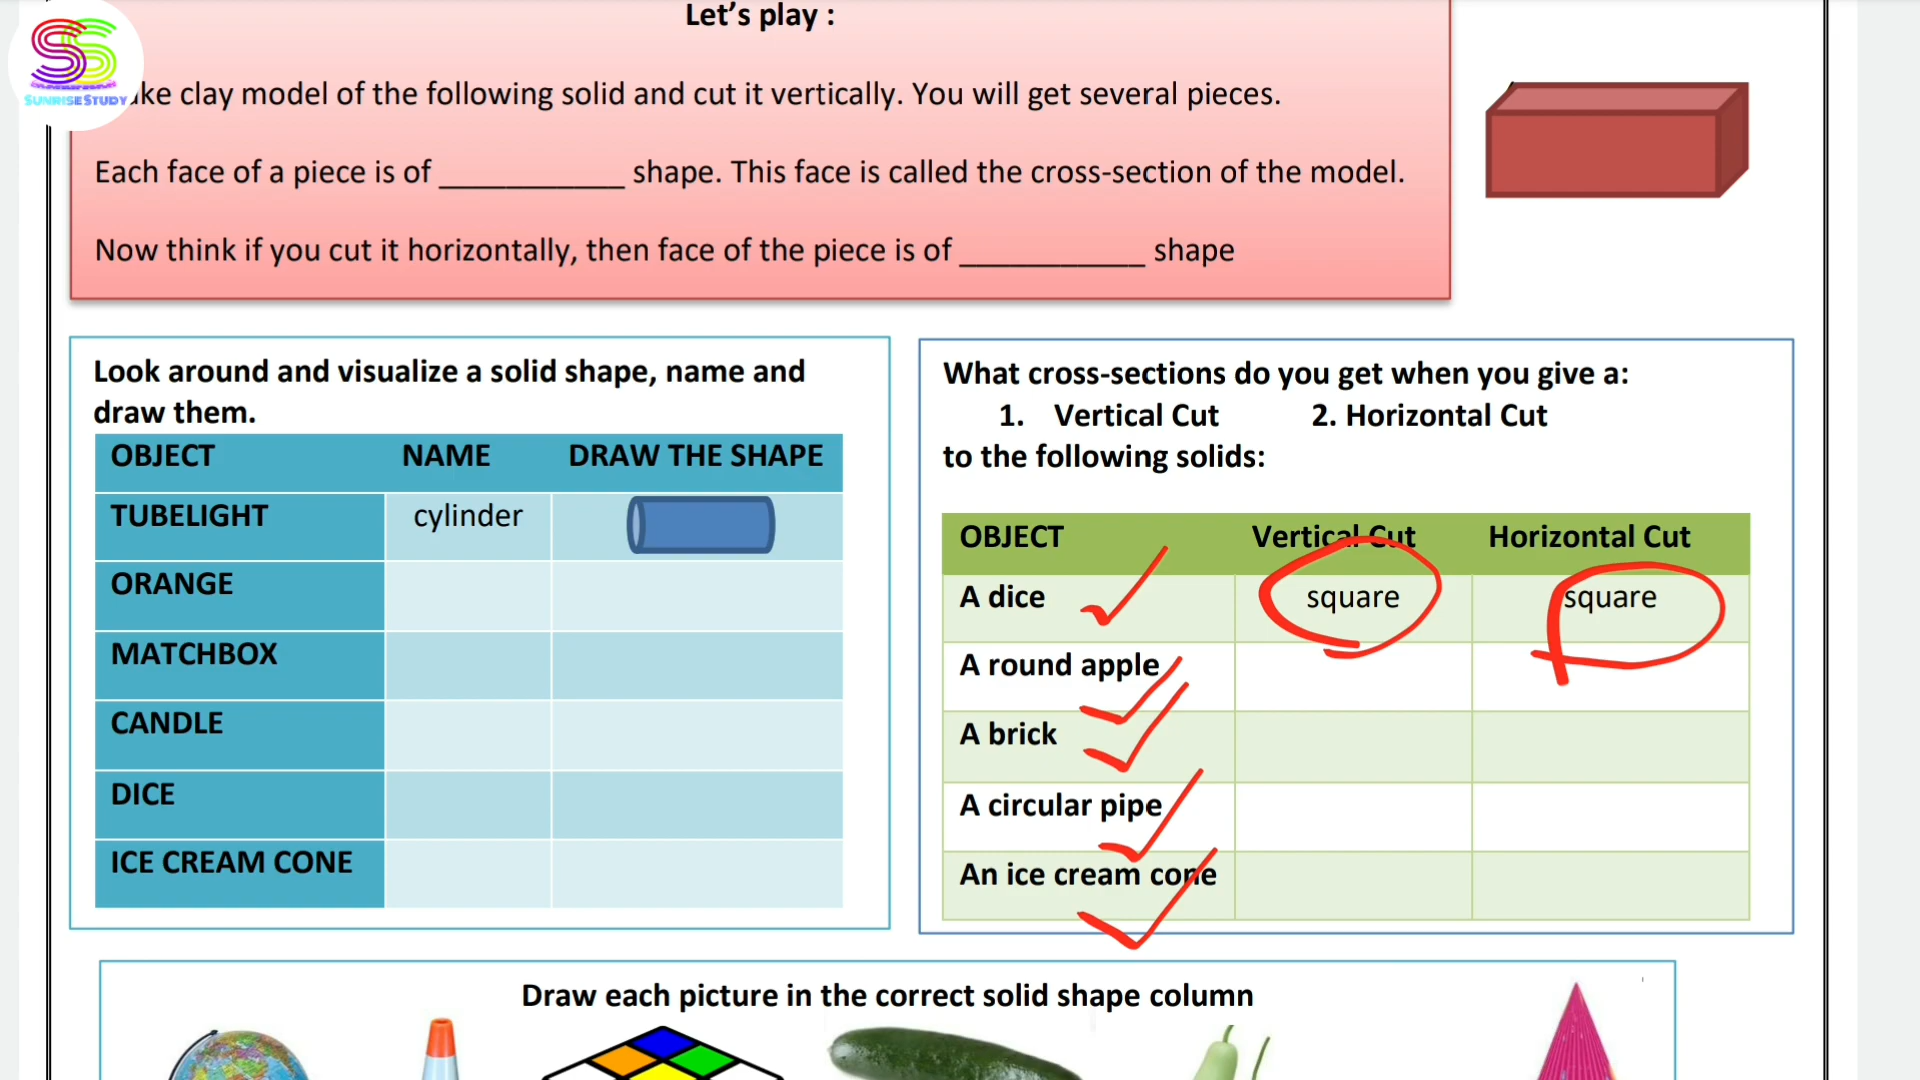 Let's play :
SUNRISESTUDY
ke clay model of the following solid and cut it vertically. You will get several pieces.
Each face of a piece is of ___________ shape. This face is called the cross-section of the model.
Now think if you cut it horizontally, then face of the piece is of ___________ shape
Look around and visualize a solid shape, name and
draw them.
OBJECT NAME DRAW THE SHAPE
TUBELIGHT cylinder
ORANGE
MATCHBOX
CANDLE
DICE
ICE CREAM CONE
What cross-sections do you get when you give a:
1. Vertical Cut 2. Horizontal Cut
to the following solids:
OBJECT Vertical Cut Horizontal Cut
A dice square square
A round apple
A brick
A circular pipe
An ice cream cone
Draw each picture in the correct solid shape column